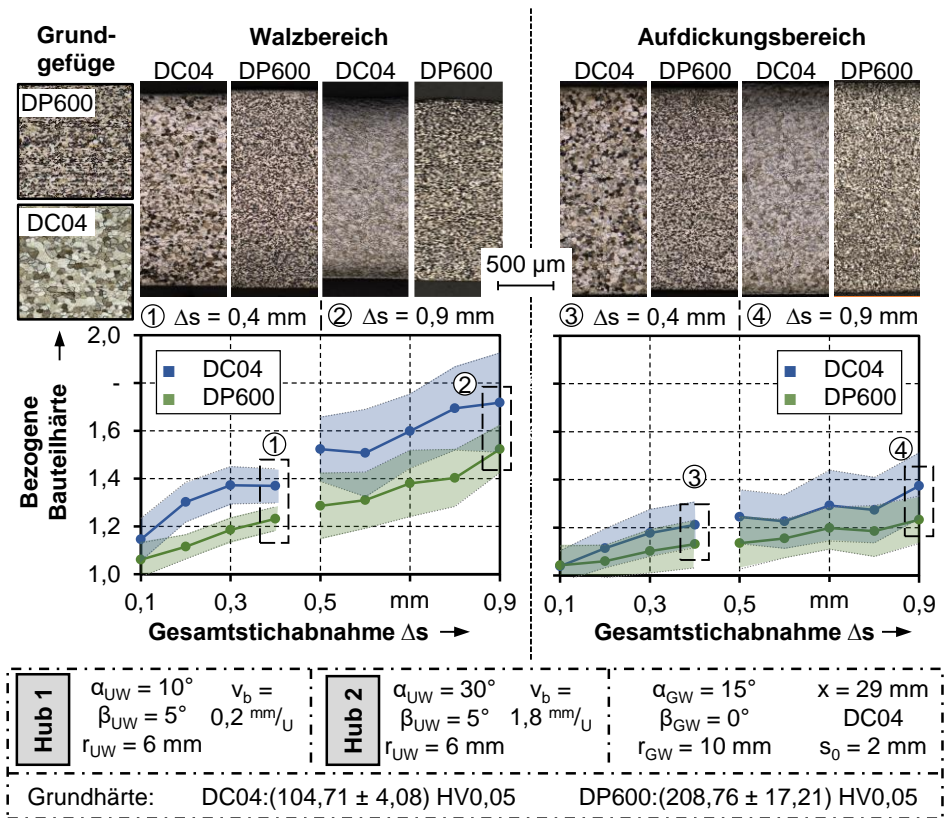 Grund-
gefüge
DP600
DC04
Walzbereich
DC04 DP600 DC04 DP600
Aufdickungsbereich
DC04 DP600 DC04 DP600
500 µm
① Δs = 0,4 mm ② Δs = 0,9 mm
③ Δs = 0,4 mm ④ Δs = 0,9 mm
Bezogene
Bauteilhärte →
2,0
-
1,6
1,4
1,2
1,0
DC04
DP600
①
②
0,1 0,3 0,5 mm 0,9
Gesamtstichabnahme Δs →
DC04
DP600
③
④
0,1 0,3 0,5 mm 0,9
Gesamtstichabnahme Δs →
Hub 1
α_UW = 10° v_b =
β_UW = 5° 0,2 mm/U
r_UW = 6 mm
Hub 2
α_UW = 30° v_b =
β_UW = 5° 1,8 mm/U
r_UW = 6 mm
α_GW = 15° x = 29 mm
β_GW = 0° DC04
r_GW = 10 mm s_0 = 2 mm
Grundhärte: DC04:(104,71 ± 4,08) HV0,05 DP600:(208,76 ± 17,21) HV0,05